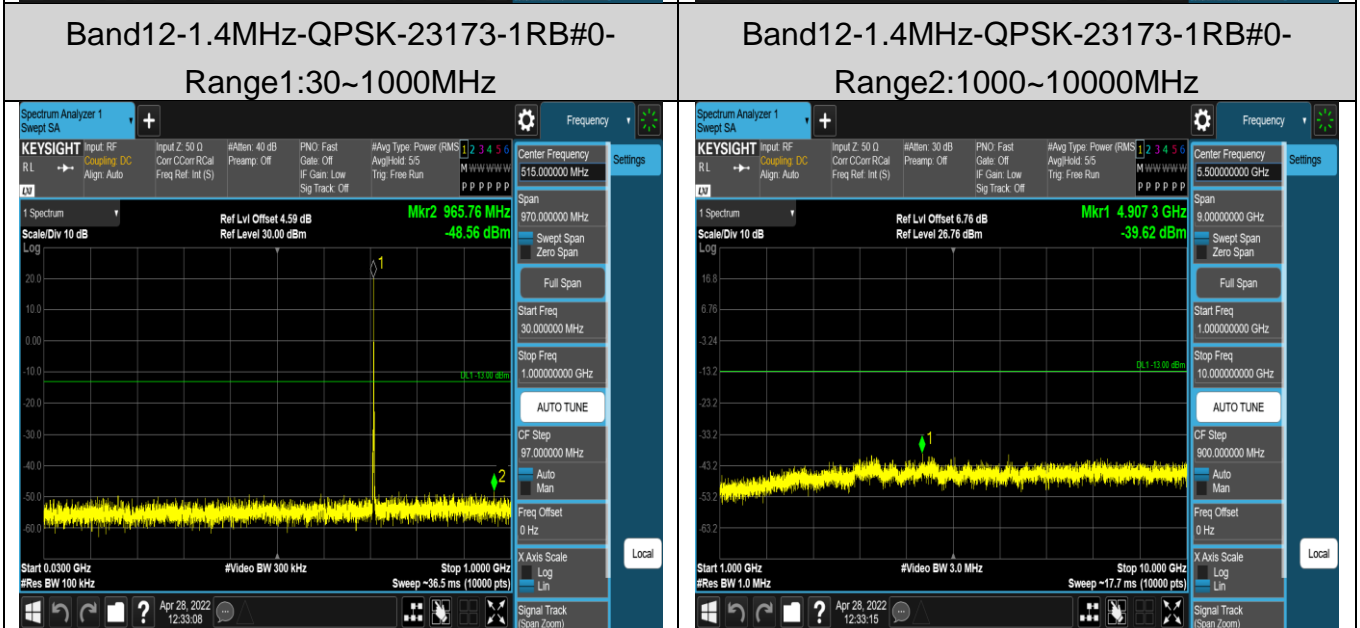 Band12-1.4MHz-QPSK-23173-1RB#0-
Range1:30~1000MHz
Band12-1.4MHz-QPSK-23173-1RB#0-
Range2:1000~10000MHz
Spectrum Analyzer 1
Swept SA
+
Frequency
KEYSIGHT
RL
Input: RF
Coupling: DC
Align: Auto
Input Z: 50 Ω
Corr CCorr RCal
Freq Ref: Int (S)
#Atten: 40 dB
Preamp: Off
PNO: Fast
Gate: Off
IF Gain: Low
Sig Track: Off
#Avg Type: Power (RMS
Avg|Hold: 5/5
Trig: Free Run
1 2 3 4 5 6
M W W W W W
P P P P P P
1 Spectrum
Scale/Div 10 dB
Log
Ref Lvl Offset 4.59 dB
Ref Level 30.00 dBm
Mkr2 965.76 MHz
-48.56 dBm
1
20.0
10.0
0.00
-10.0
DL1 -13.00 dBm
-20.0
-30.0
-40.0
2
-50.0
-60.0
Start 0.0300 GHz
#Res BW 100 kHz
#Video BW 300 kHz
Stop 1.0000 GHz
Sweep ~36.5 ms (10000 pts)
Center Frequency
515.000000 MHz
Settings
Span
970.000000 MHz
Swept Span
Zero Span
Full Span
Start Freq
30.000000 MHz
Stop Freq
1.000000000 GHz
AUTO TUNE
CF Step
97.000000 MHz
Auto
Man
Freq Offset
0 Hz
X Axis Scale
Log
Lin
Local
Signal Track
(Span Zoom)
?
Apr 28, 2022
12:33:08
Spectrum Analyzer 1
Swept SA
+
Frequency
KEYSIGHT
RL
Input: RF
Coupling: DC
Align: Auto
Input Z: 50 Ω
Corr CCorr RCal
Freq Ref: Int (S)
#Atten: 30 dB
Preamp: Off
PNO: Fast
Gate: Off
IF Gain: Low
Sig Track: Off
#Avg Type: Power (RMS
Avg|Hold: 5/5
Trig: Free Run
1 2 3 4 5 6
M W W W W W
P P P P P P
1 Spectrum
Scale/Div 10 dB
Log
Ref Lvl Offset 6.76 dB
Ref Level 26.76 dBm
Mkr1 4.907 3 GHz
-39.62 dBm
16.8
6.76
-3.24
-13.2
DL1 -13.00 dBm
-23.2
-33.2
1
-43.2
-53.2
-63.2
Start 1.000 GHz
#Res BW 1.0 MHz
#Video BW 3.0 MHz
Stop 10.000 GHz
Sweep ~17.7 ms (10000 pts)
Center Frequency
5.500000000 GHz
Settings
Span
9.00000000 GHz
Swept Span
Zero Span
Full Span
Start Freq
1.000000000 GHz
Stop Freq
10.000000000 GHz
AUTO TUNE
CF Step
900.000000 MHz
Auto
Man
Freq Offset
0 Hz
X Axis Scale
Log
Lin
Local
Signal Track
(Span Zoom)
?
Apr 28, 2022
12:33:15